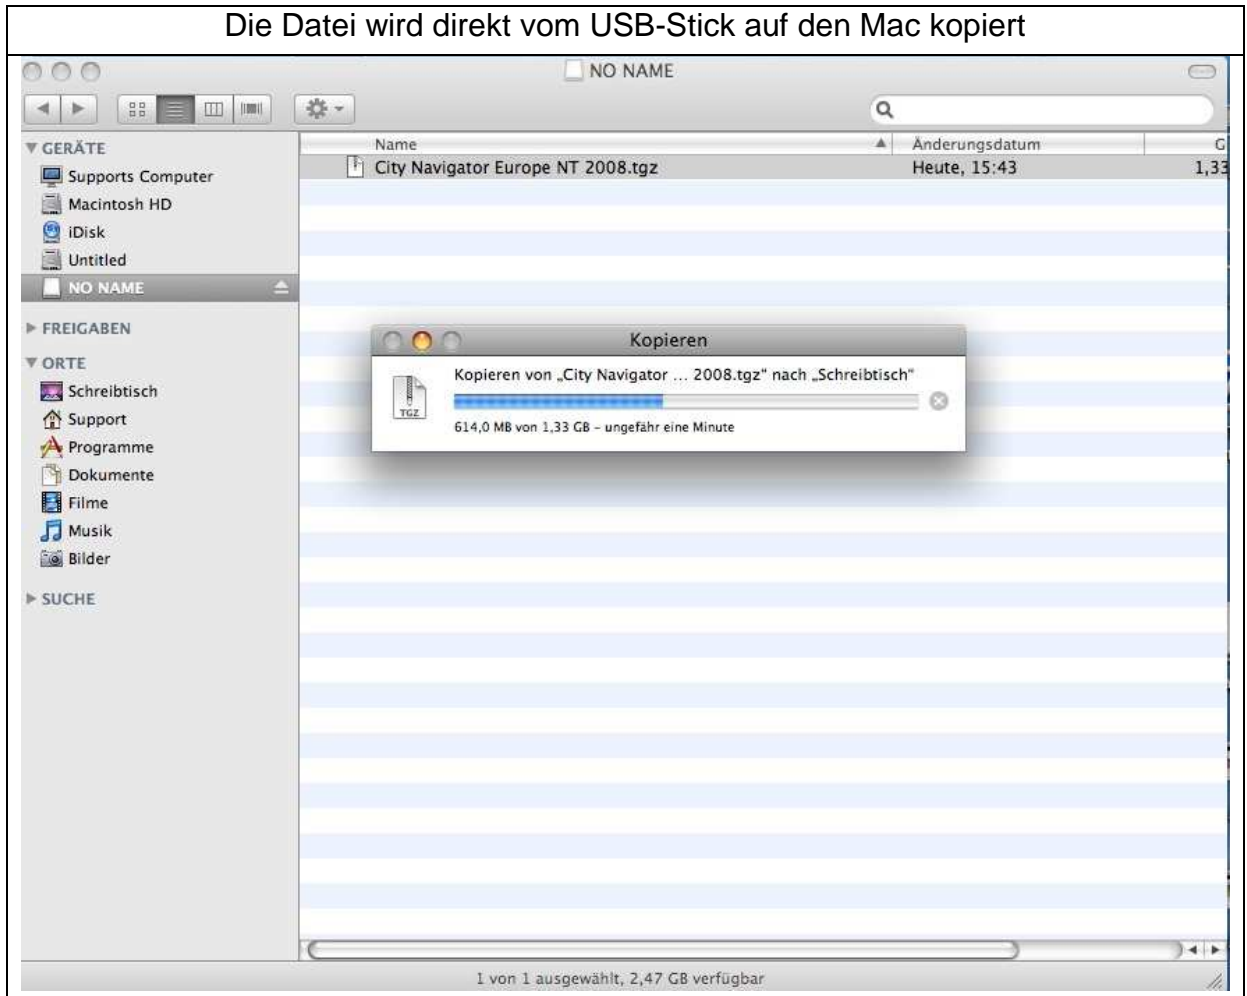 Die Datei wird direkt vom USB-Stick auf den Mac kopiert
NO NAME
GERÄTE
Supports Computer
Macintosh HD
iDisk
Untitled
NO NAME
FREIGABEN
ORTE
Schreibtisch
Support
Programme
Dokumente
Filme
Musik
Bilder
SUCHE
Name Änderungsdatum G
City Navigator Europe NT 2008.tgz Heute, 15:43 1,33
Kopieren
Kopieren von „City Navigator ... 2008.tgz“ nach „Schreibtisch“
TGZ
614,0 MB von 1,33 GB – ungefähr eine Minute
1 von 1 ausgewählt, 2,47 GB verfügbar